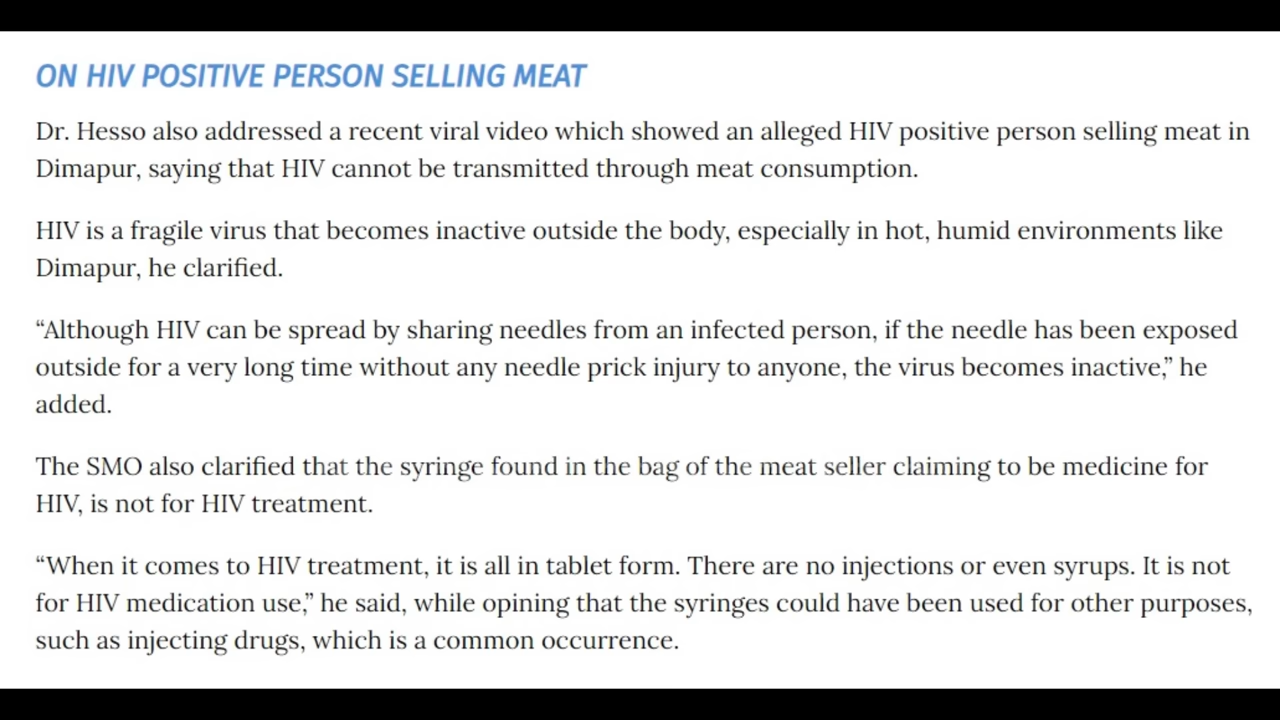 ON HIV POSITIVE PERSON SELLING MEAT
Dr. Hesso also addressed a recent viral video which showed an alleged HIV positive person selling meat in
Dimapur, saying that HIV cannot be transmitted through meat consumption.
HIV is a fragile virus that becomes inactive outside the body, especially in hot, humid environments like
Dimapur, he clarified.
“Although HIV can be spread by sharing needles from an infected person, if the needle has been exposed
outside for a very long time without any needle prick injury to anyone, the virus becomes inactive,” he
added.
The SMO also clarified that the syringe found in the bag of the meat seller claiming to be medicine for
HIV, is not for HIV treatment.
“When it comes to HIV treatment, it is all in tablet form. There are no injections or even syrups. It is not
for HIV medication use,” he said, while opining that the syringes could have been used for other purposes,
such as injecting drugs, which is a common occurrence.